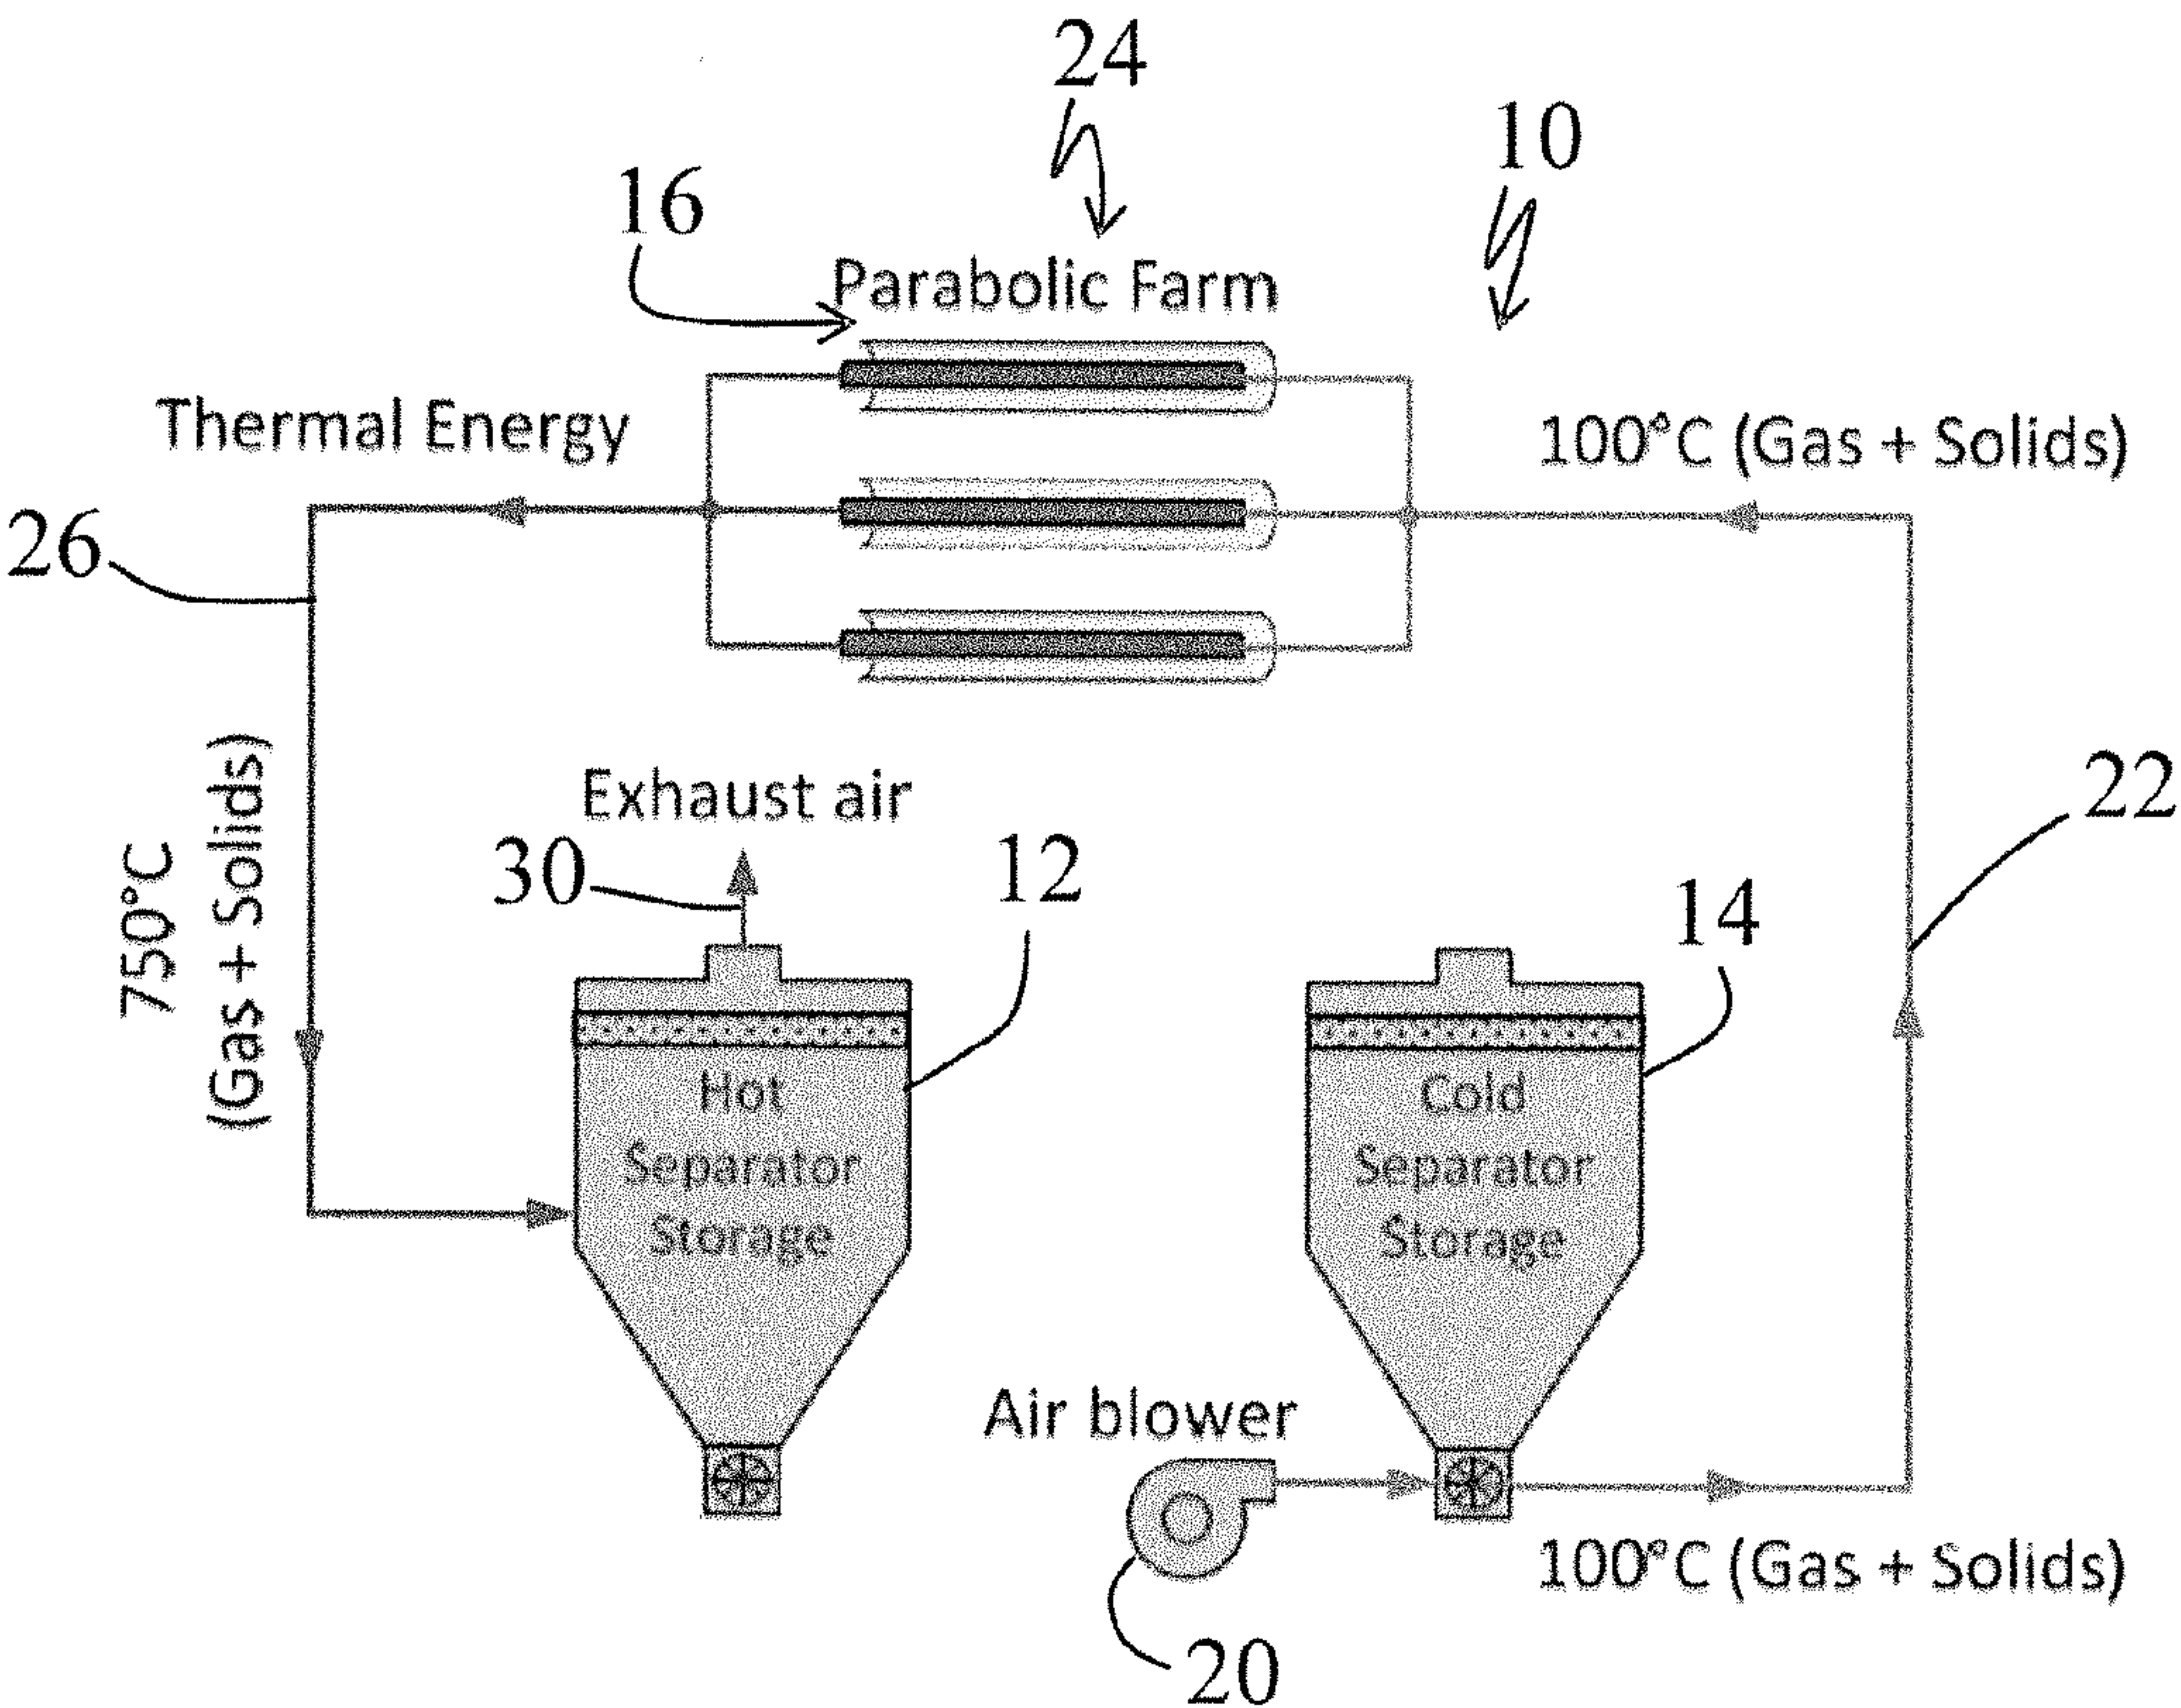 24
10
16
Parabolic Farm
Thermal Energy
100°C (Gas + Solids)
26
750°C
(Gas + Solids)
Exhaust air
22
30
12
14
Hot
Separator
Storage
Cold
Separator
Storage
Air blower
100°C (Gas + Solids)
20